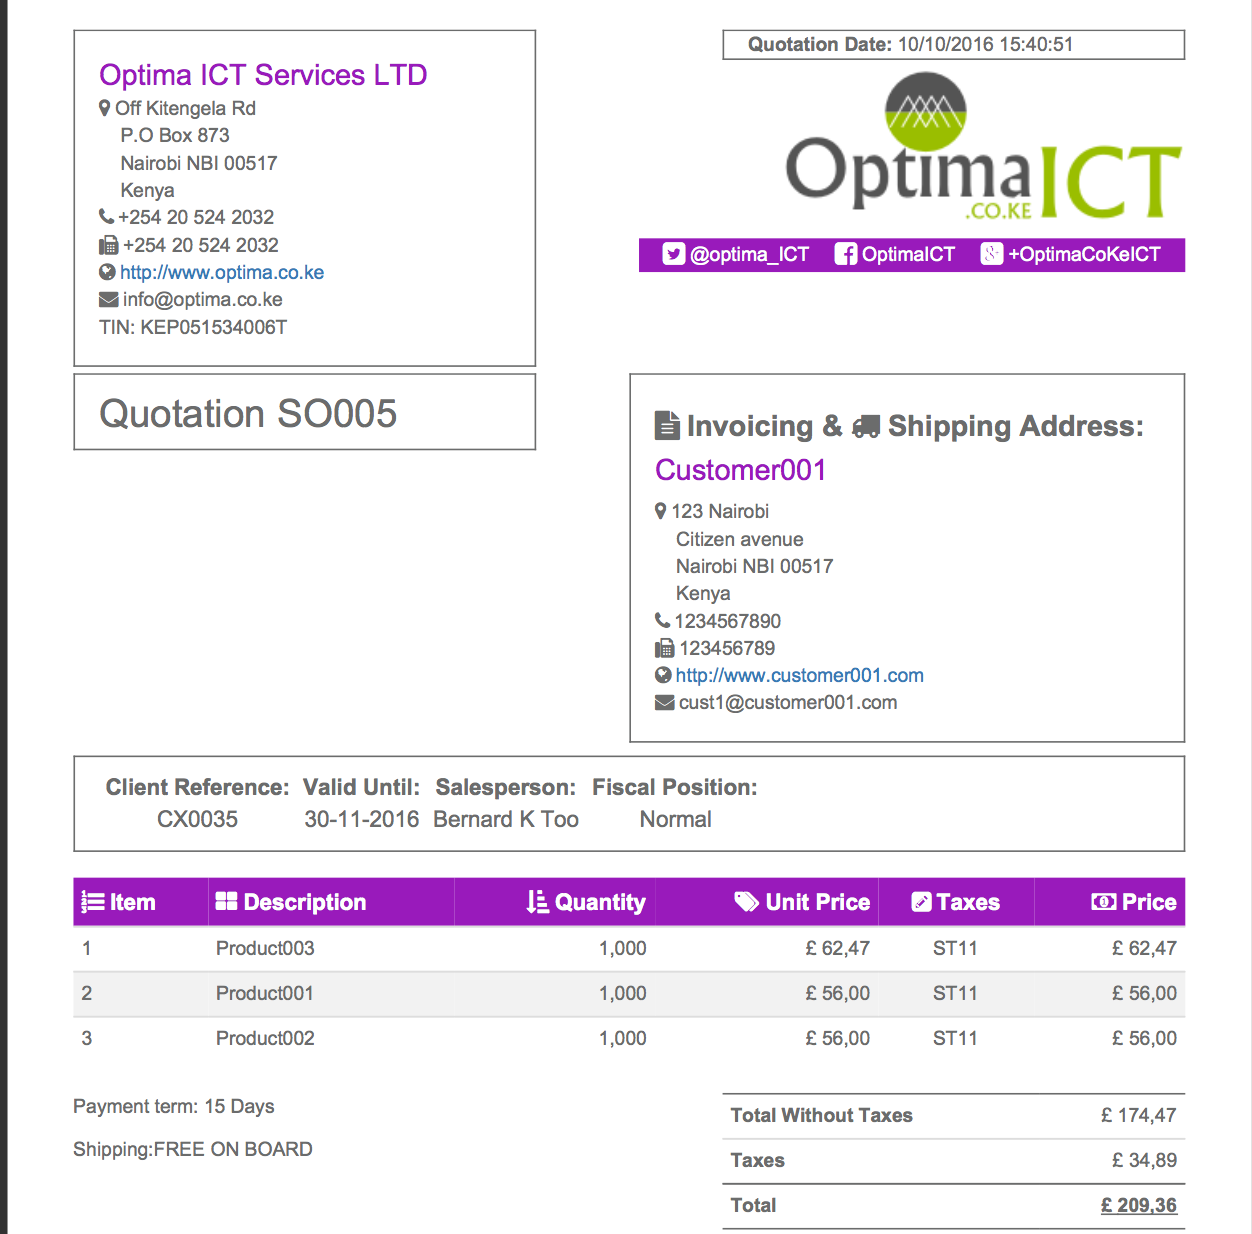 Optima ICT Services LTD
Off Kitengela Rd
P.O Box 873
Nairobi NBI 00517
Kenya
+254 20 524 2032
+254 20 524 2032
http://www.optima.co.ke
info@optima.co.ke
TIN: KEP051534006T
Quotation Date: 10/10/2016 15:40:51
OptimaICT
.CO.KE
@optima_ICT OptimaICT +OptimaCoKeICT
Quotation SO005
Invoicing & Shipping Address:
Customer001
123 Nairobi
Citizen avenue
Nairobi NBI 00517
Kenya
1234567890
123456789
http://www.customer001.com
cust1@customer001.com
Client Reference: Valid Until: Salesperson: Fiscal Position:
CX0035 30-11-2016 Bernard K Too Normal
Item Description Quantity Unit Price Taxes Price
1 Product003 1,000 £ 62,47 ST11 £ 62,47
2 Product001 1,000 £ 56,00 ST11 £ 56,00
3 Product002 1,000 £ 56,00 ST11 £ 56,00
Payment term: 15 Days
Shipping:FREE ON BOARD
Total Without Taxes £ 174,47
Taxes £ 34,89
Total £ 209,36